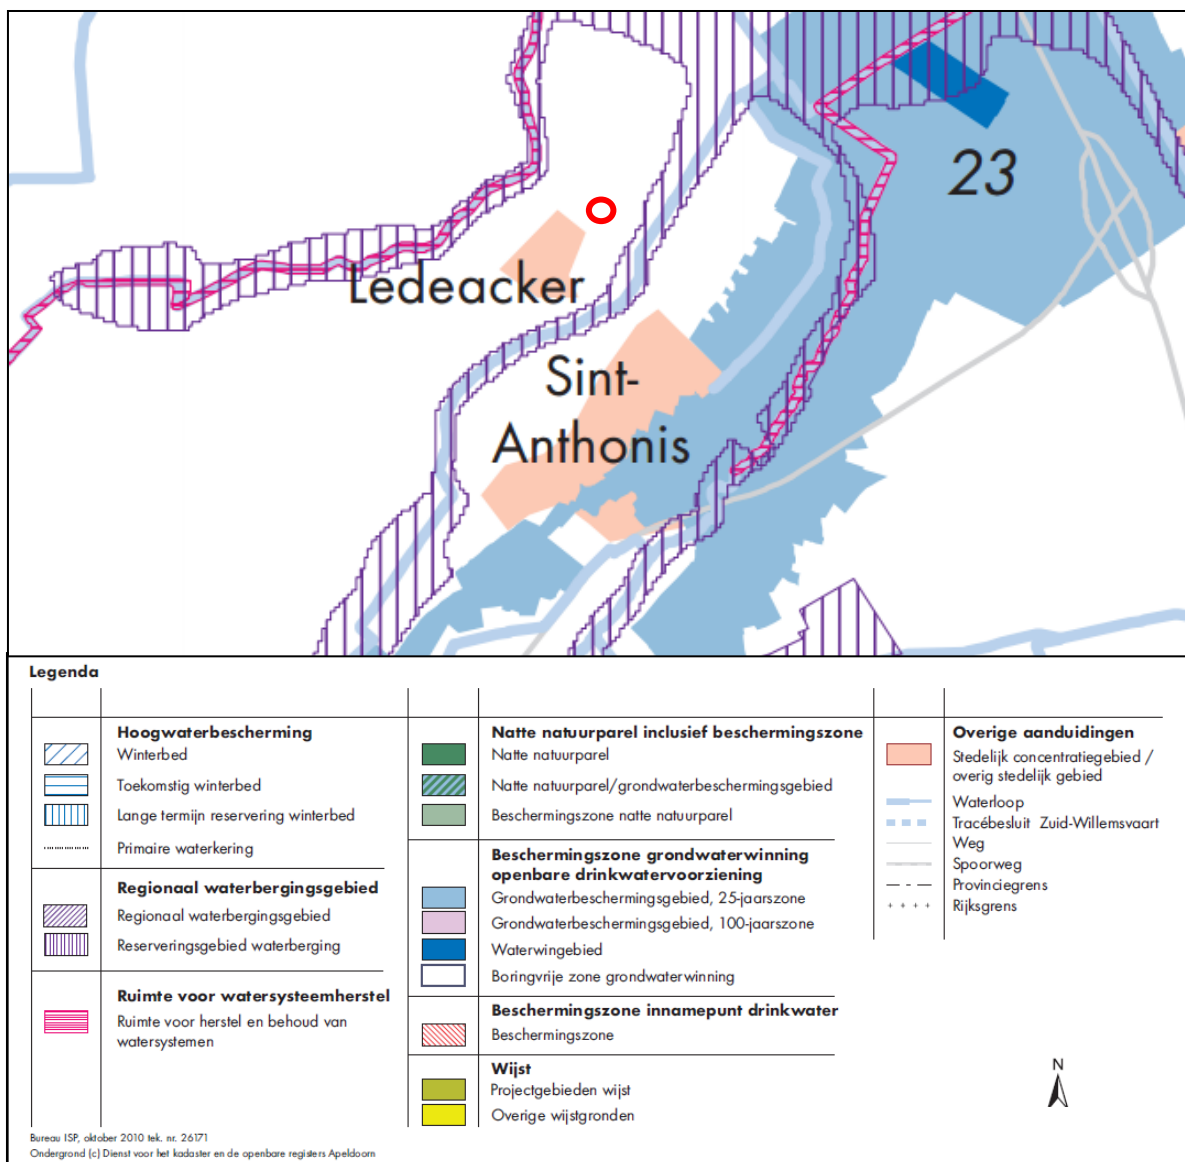 23
Ledeacker
Sint-
Anthonis
Legenda
Hoogwaterbescherming
Winterbed
Toekomstig winterbed
Lange termijn reservering winterbed
Primaire waterkering
Regionaal waterbergingsgebied
Regionaal waterbergingsgebied
Reserveringsgebied waterberging
Ruimte voor watersysteemherstel
Ruimte voor herstel en behoud van
watersystemen
Natte natuurparel inclusief beschermingszone
Natte natuurparel
Natte natuurparel/grondwaterbeschermingsgebied
Beschermingszone natte natuurparel
Beschermingszone grondwaterwinning
openbare drinkwatervoorziening
Grondwaterbeschermingsgebied, 25-jaarszone
Grondwaterbeschermingsgebied, 100-jaarszone
Waterwingebied
Boringvrije zone grondwaterwinning
Beschermingszone innamepunt drinkwater
Beschermingszone
Wijst
Projectgebieden wijst
Overige wijstgronden
Overige aanduidingen
Stedelijk concentratiegebied /
overig stedelijk gebied
Waterloop
Tracébesluit Zuid-Willemsvaart
Weg
Spoorweg
Provinciegrens
Rijksgrens
N
Bureau ISP, oktober 2010 tek. nr. 26171
Ondergrond (c) Dienst voor het kadaster en de openbare registers Apeldoorn